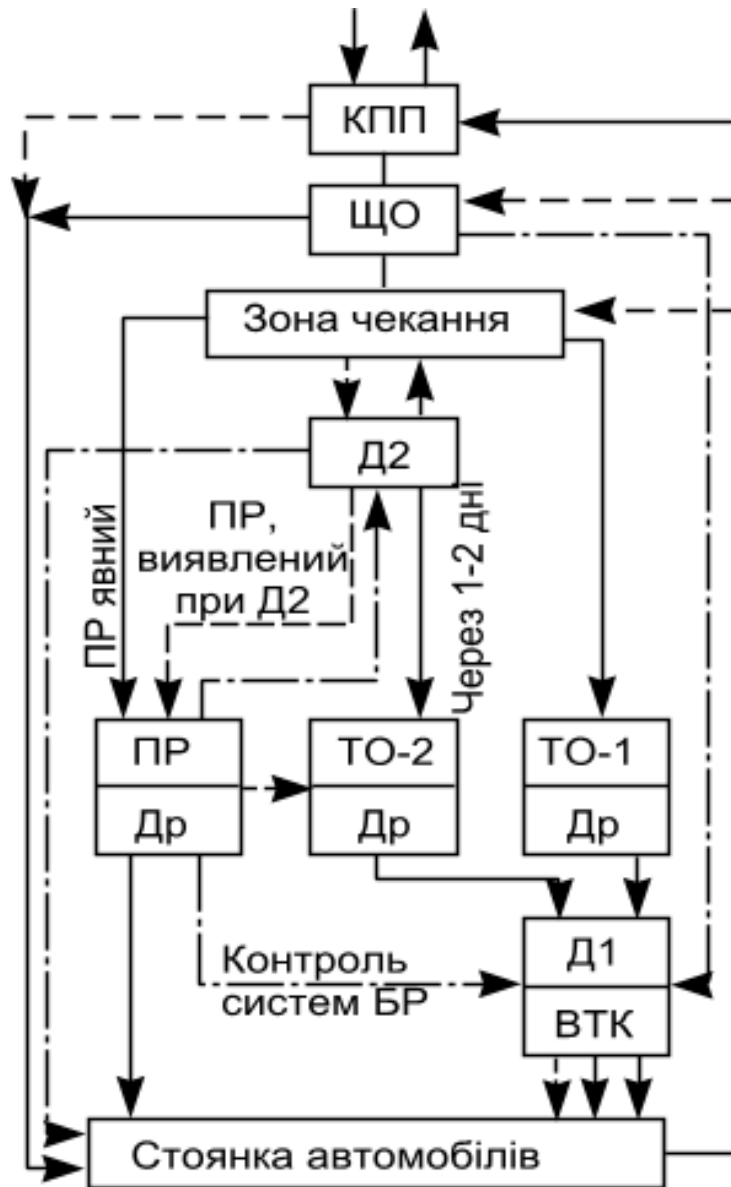 КПП
ЩО
Зона чекання
Д2
ПР явний
ПР,
виявлений
при Д2
Через 1-2 дні
ПР
Др
ТО-2
Др
ТО-1
Др
Контроль
систем БР
Д1
ВТК
Стоянка автомобілів